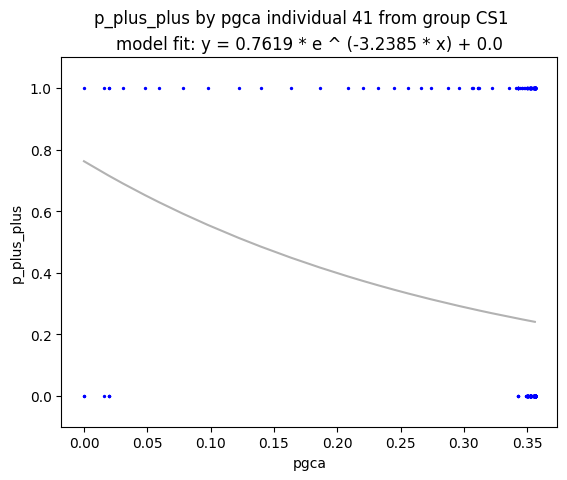 p_plus_plus by pgca individual 41 from group CS1
model fit: y = 0.7619 * e ^ (-3.2385 * x) + 0.0
1.0
0.8
0.6
0.4
0.2
0.0
p_plus_plus
0.00 0.05 0.10 0.15 0.20 0.25 0.30 0.35
pgca